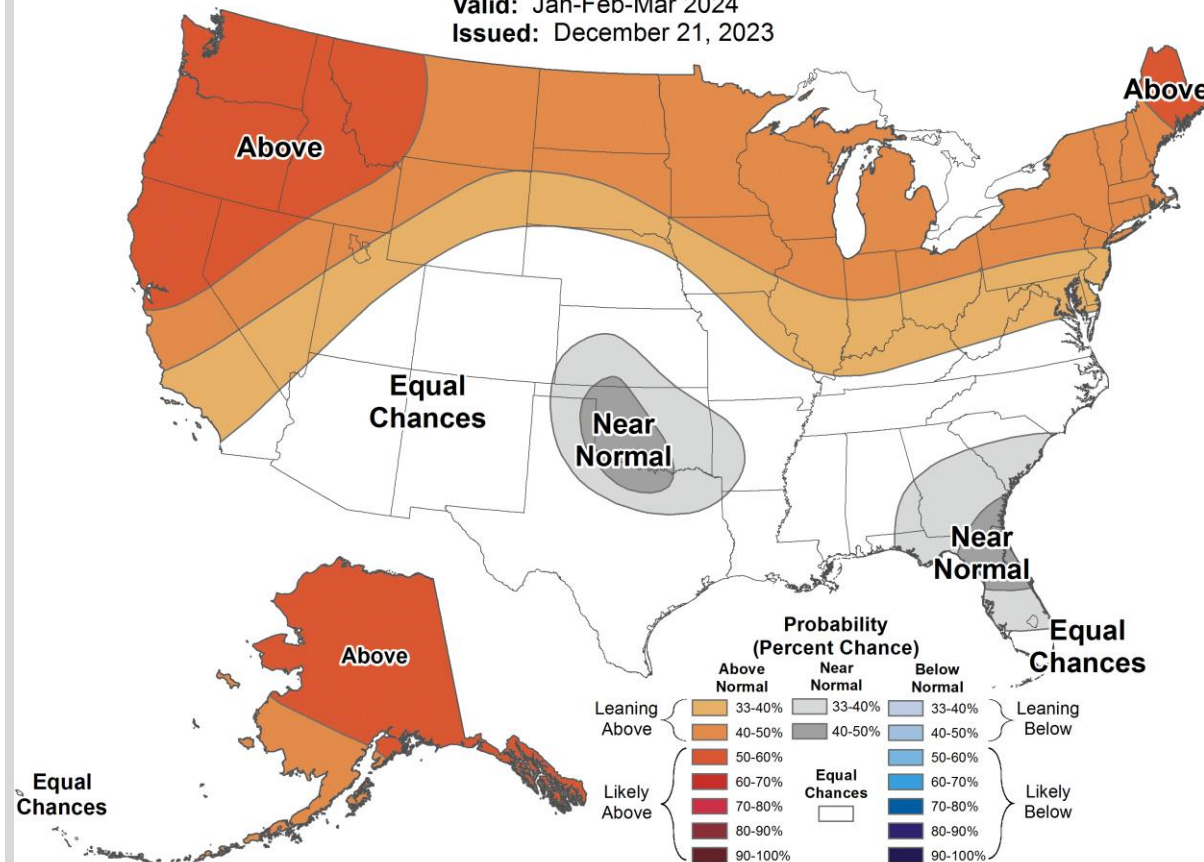 Valid: Jan-Feb-Mar 2024
Issued: December 21, 2023
Above
Above
Equal
Chances
Near
Normal
Near
Normal
Equal
Chances
Above
Equal
Chances
Probability
(Percent Chance)
Above
Normal
Near
Normal
Below
Normal
Leaning
Above
33-40%
40-50%
33-40%
40-50%
33-40%
40-50%
Leaning
Below
Likely
Above
50-60%
60-70%
70-80%
80-90%
90-100%
Equal
Chances
50-60%
60-70%
70-80%
80-90%
90-100%
Likely
Below